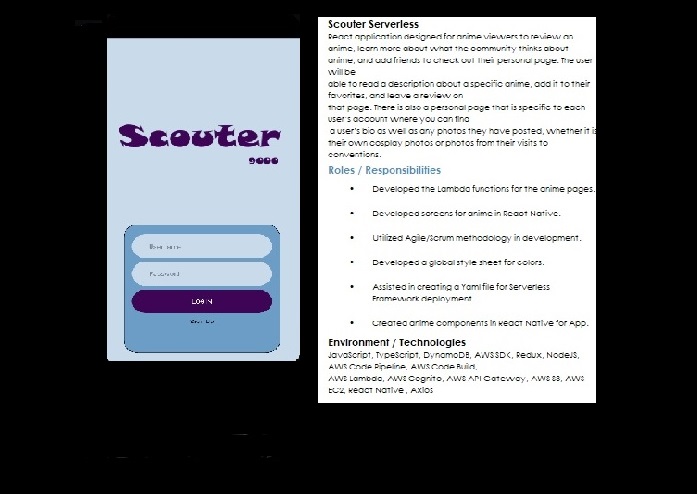 Scouter
9000
Username
Password
LOGIN
Sign Up
Scouter Serverless
React application designed for anime viewers to review an
anime, learn more about what the community thinks about
anime, and add friends to check out their personal page. The user
will be
able to read a description about a specific anime, add it to their
favorites, and leave a review on
that page. There is also a personal page that is specific to each
user's account where you can find
a user's bio as well as any photos they have posted, whether it is
their own cosplay photos or photos from their visits to
conventions.
Roles / Responsibilities
• Developed the Lambda functions for the anime pages.
• Developed screens for anime in React Native.
• Utilized Agile/Scrum methodology in development.
• Developed a global style sheet for colors.
• Assisted in creating a Yaml file for Serverless
Framework deployment
• Created anime components in React Native for App.
Environment / Technologies
JavaScript, TypeScript, DynamoDB, AWS SDK, Redux, NodeJS,
AWS Code Pipeline, AWS Code Build,
AWS Lambda, AWS Cognito, AWS API Gateway, AWS S3, AWS
EC2, React Native, Axios